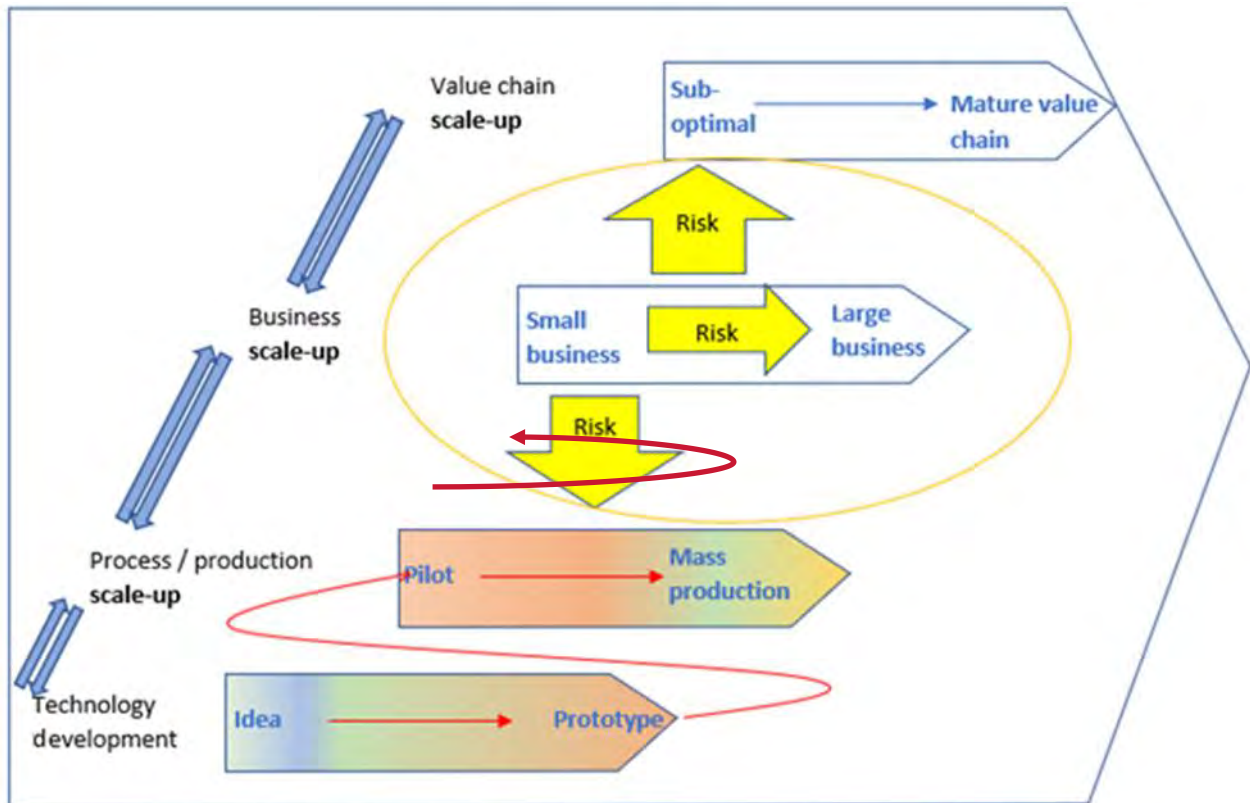 Value chain
scale-up
Sub-
optimal
Mature value
chain
Risk
Business
scale-up
Small
business
Risk
Large
business
Risk
Process / production
scale-up
Pilot
Mass
production
Technology
development
Idea
Prototype